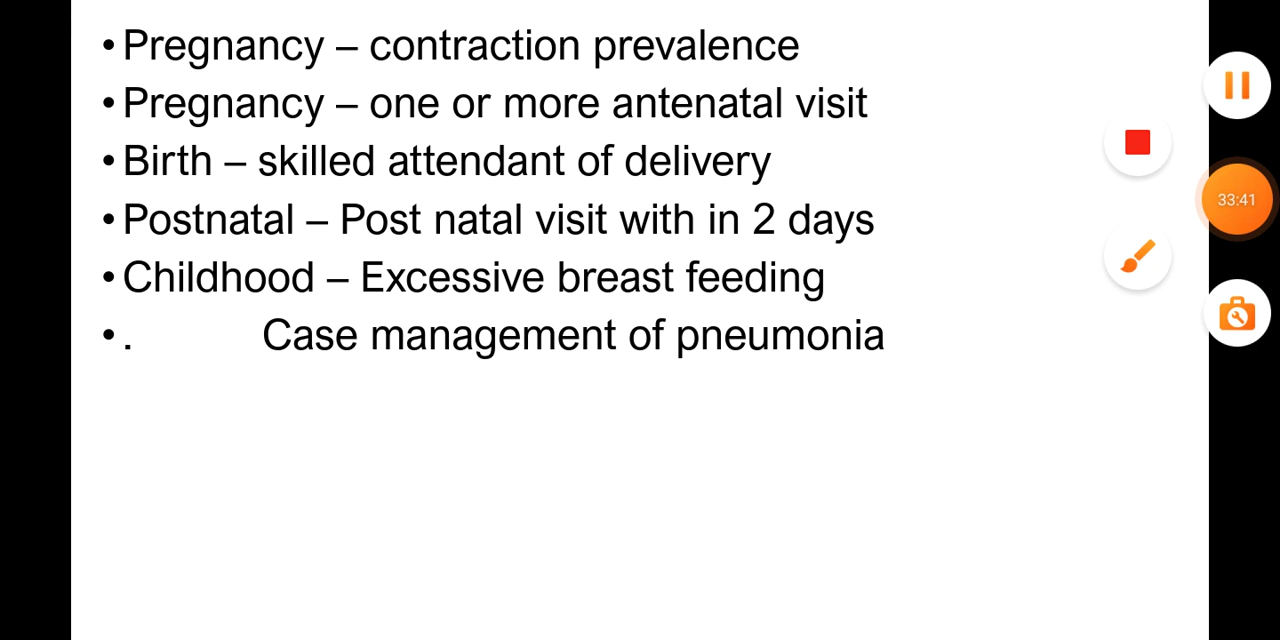 • Pregnancy – contraction prevalence
• Pregnancy – one or more antenatal visit
• Birth – skilled attendant of delivery
• Postnatal – Post natal visit with in 2 days
• Childhood – Excessive breast feeding
• . Case management of pneumonia
33:41